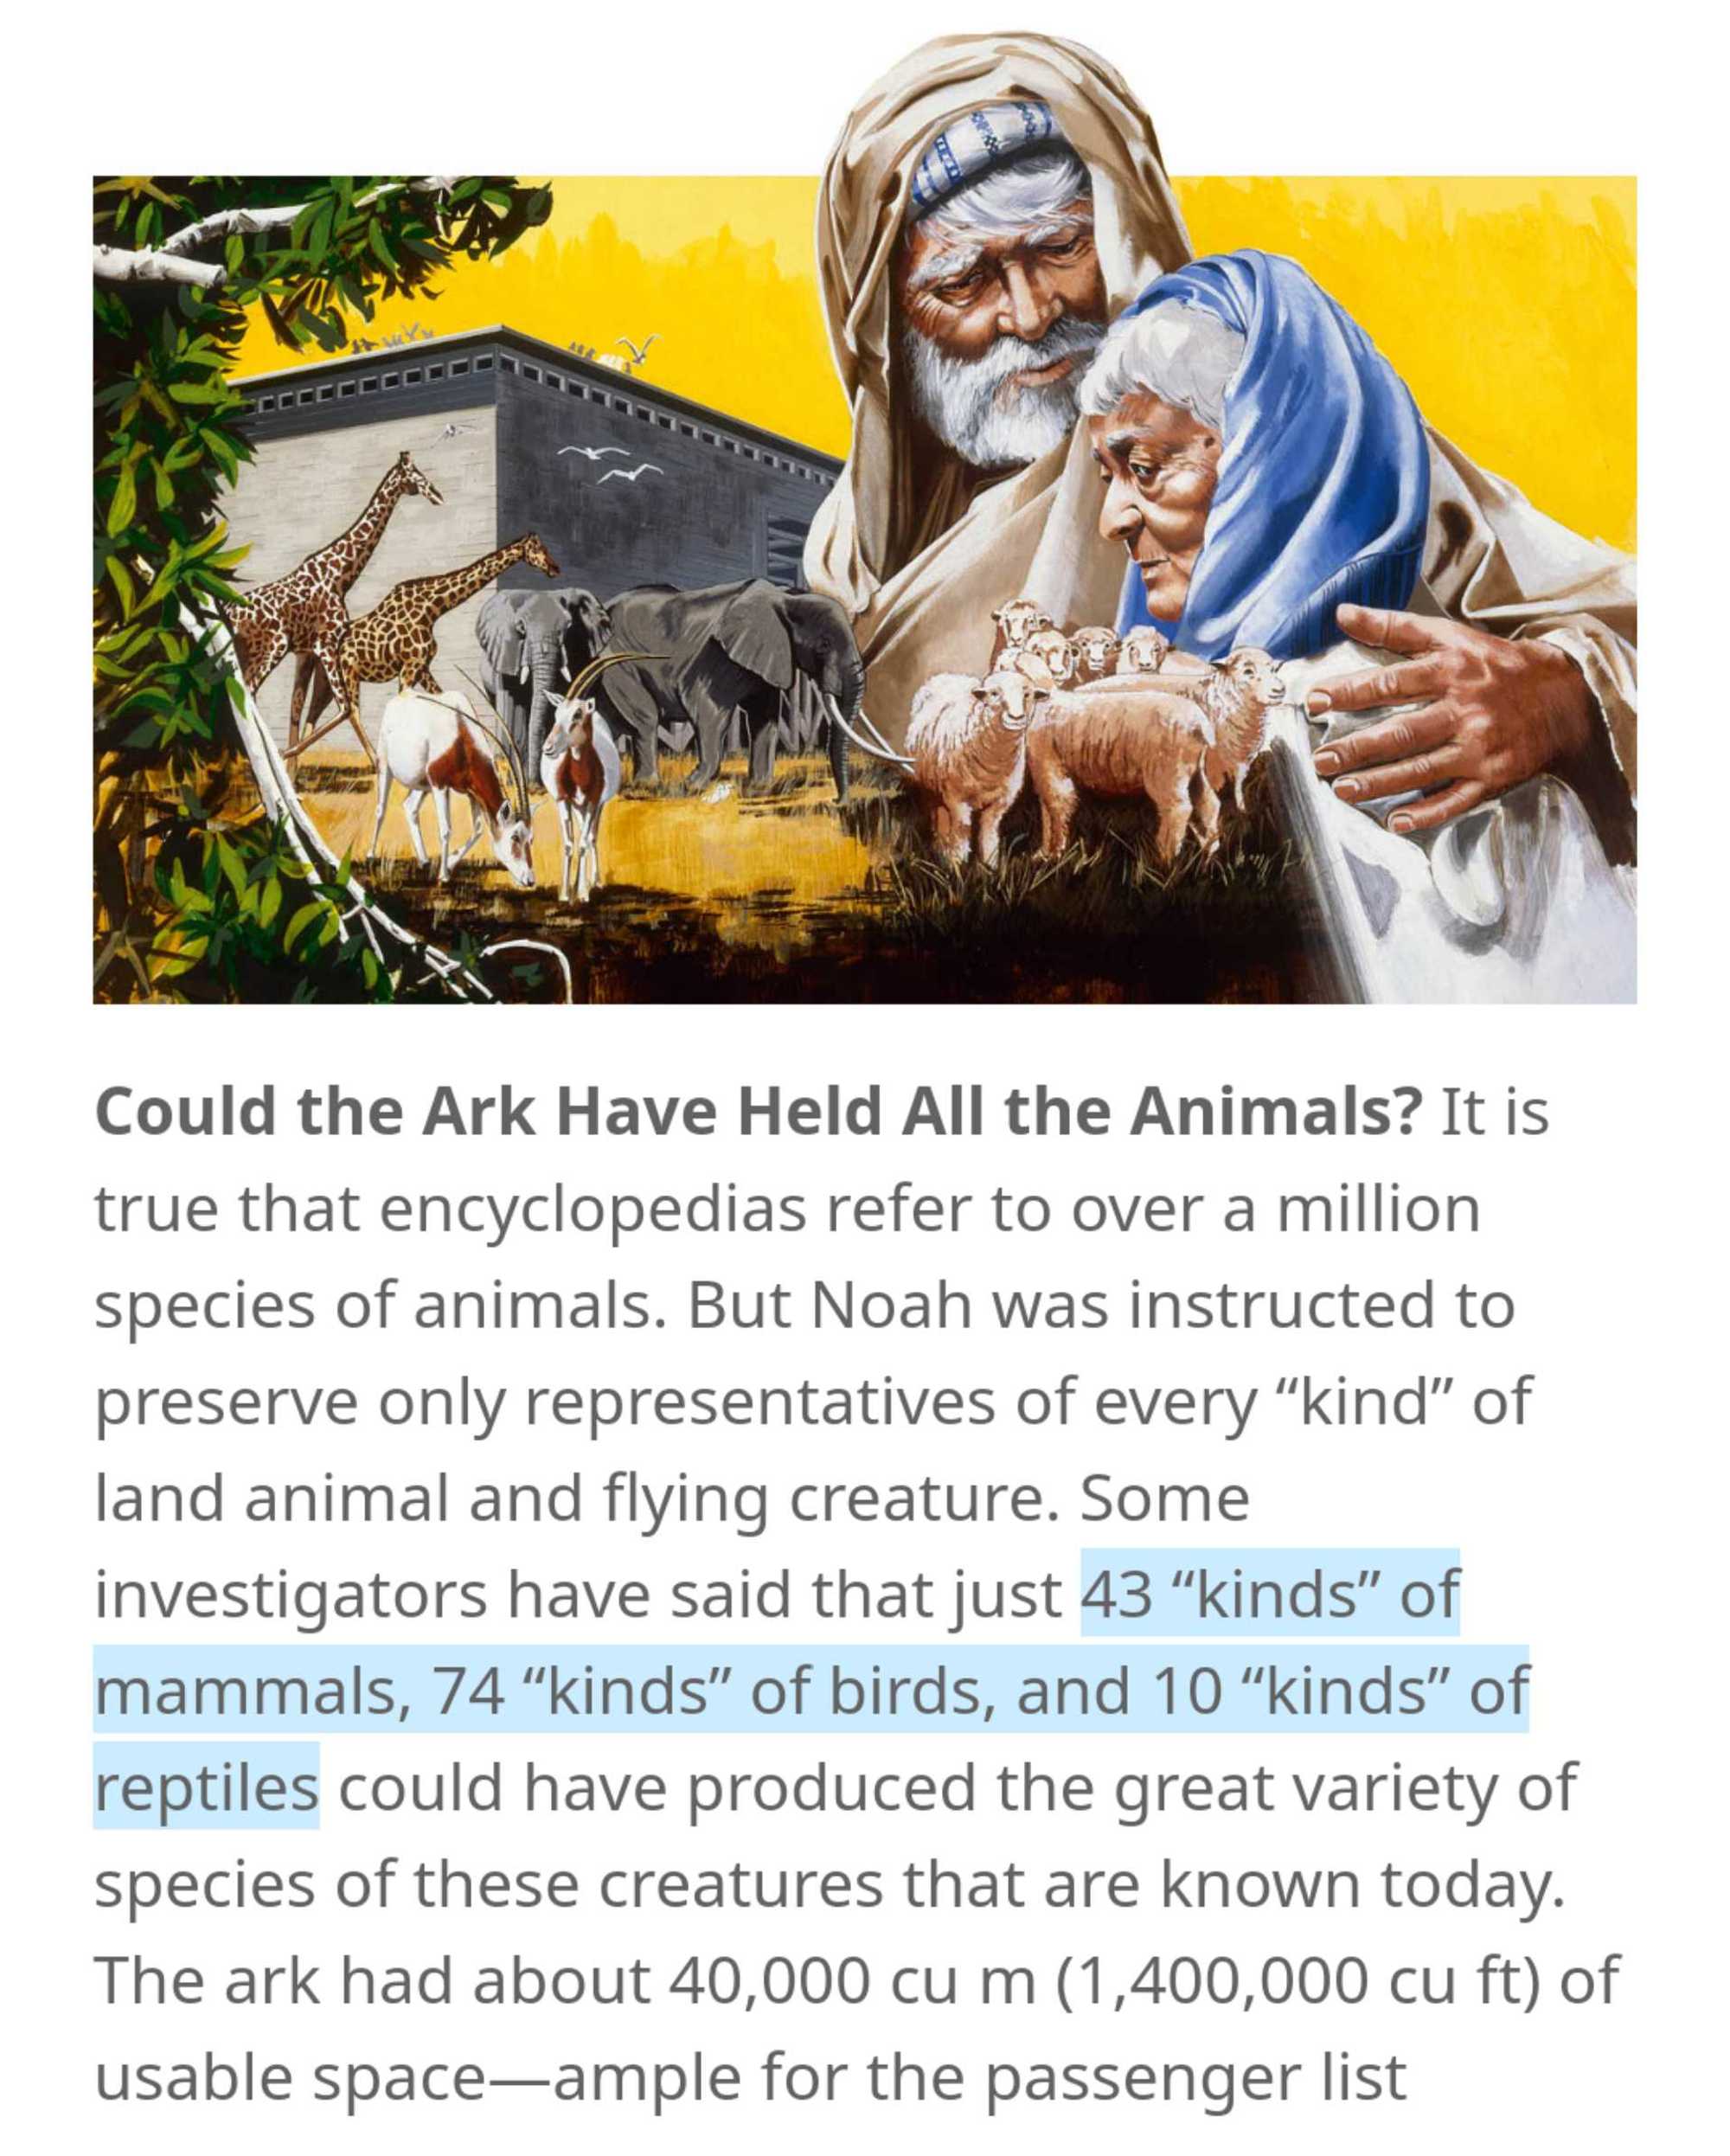 Could the Ark Have Held All the Animals? It is
true that encyclopedias refer to over a million
species of animals. But Noah was instructed to
preserve only representatives of every “kind” of
land animal and flying creature. Some
investigators have said that just 43 “kinds” of
mammals, 74 “kinds” of birds, and 10 “kinds” of
reptiles could have produced the great variety of
species of these creatures that are known today.
The ark had about 40,000 cu m (1,400,000 cu ft) of
usable space—ample for the passenger list